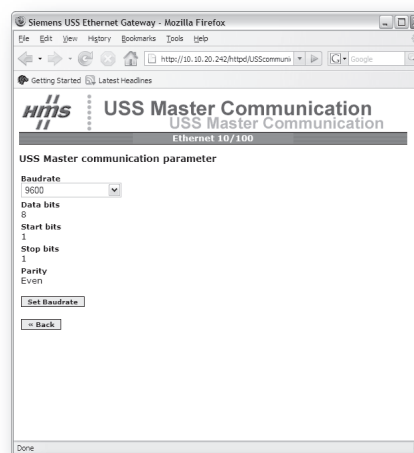 Siemens USS Ethernet Gateway - Mozilla Firefox
File Edit View History Bookmarks Tools Help
http://10.10.20.242/httpd/USScommuni
Google
Getting Started Latest Headlines
HMS
USS Master Communication
USS Master Communication
Ethernet 10/100
USS Master communication parameter
Baudrate
9600
Data bits
8
Start bits
1
Stop bits
1
Parity
Even
Set Baudrate
« Back
Done